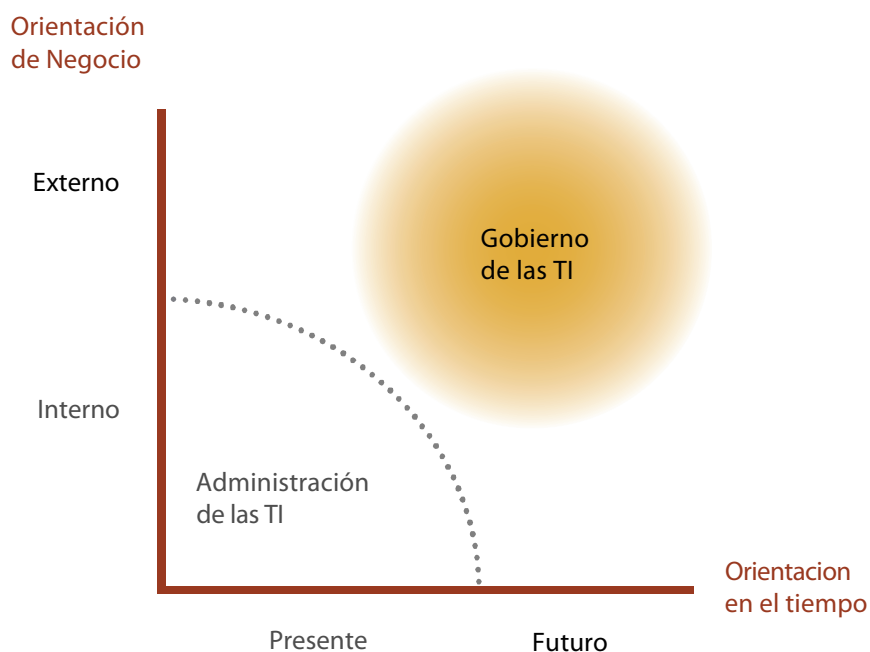 Orientación
de Negocio
Externo
Gobierno
de las TI
Interno
Administración
de las TI
Orientacion
en el tiempo
Presente
Futuro